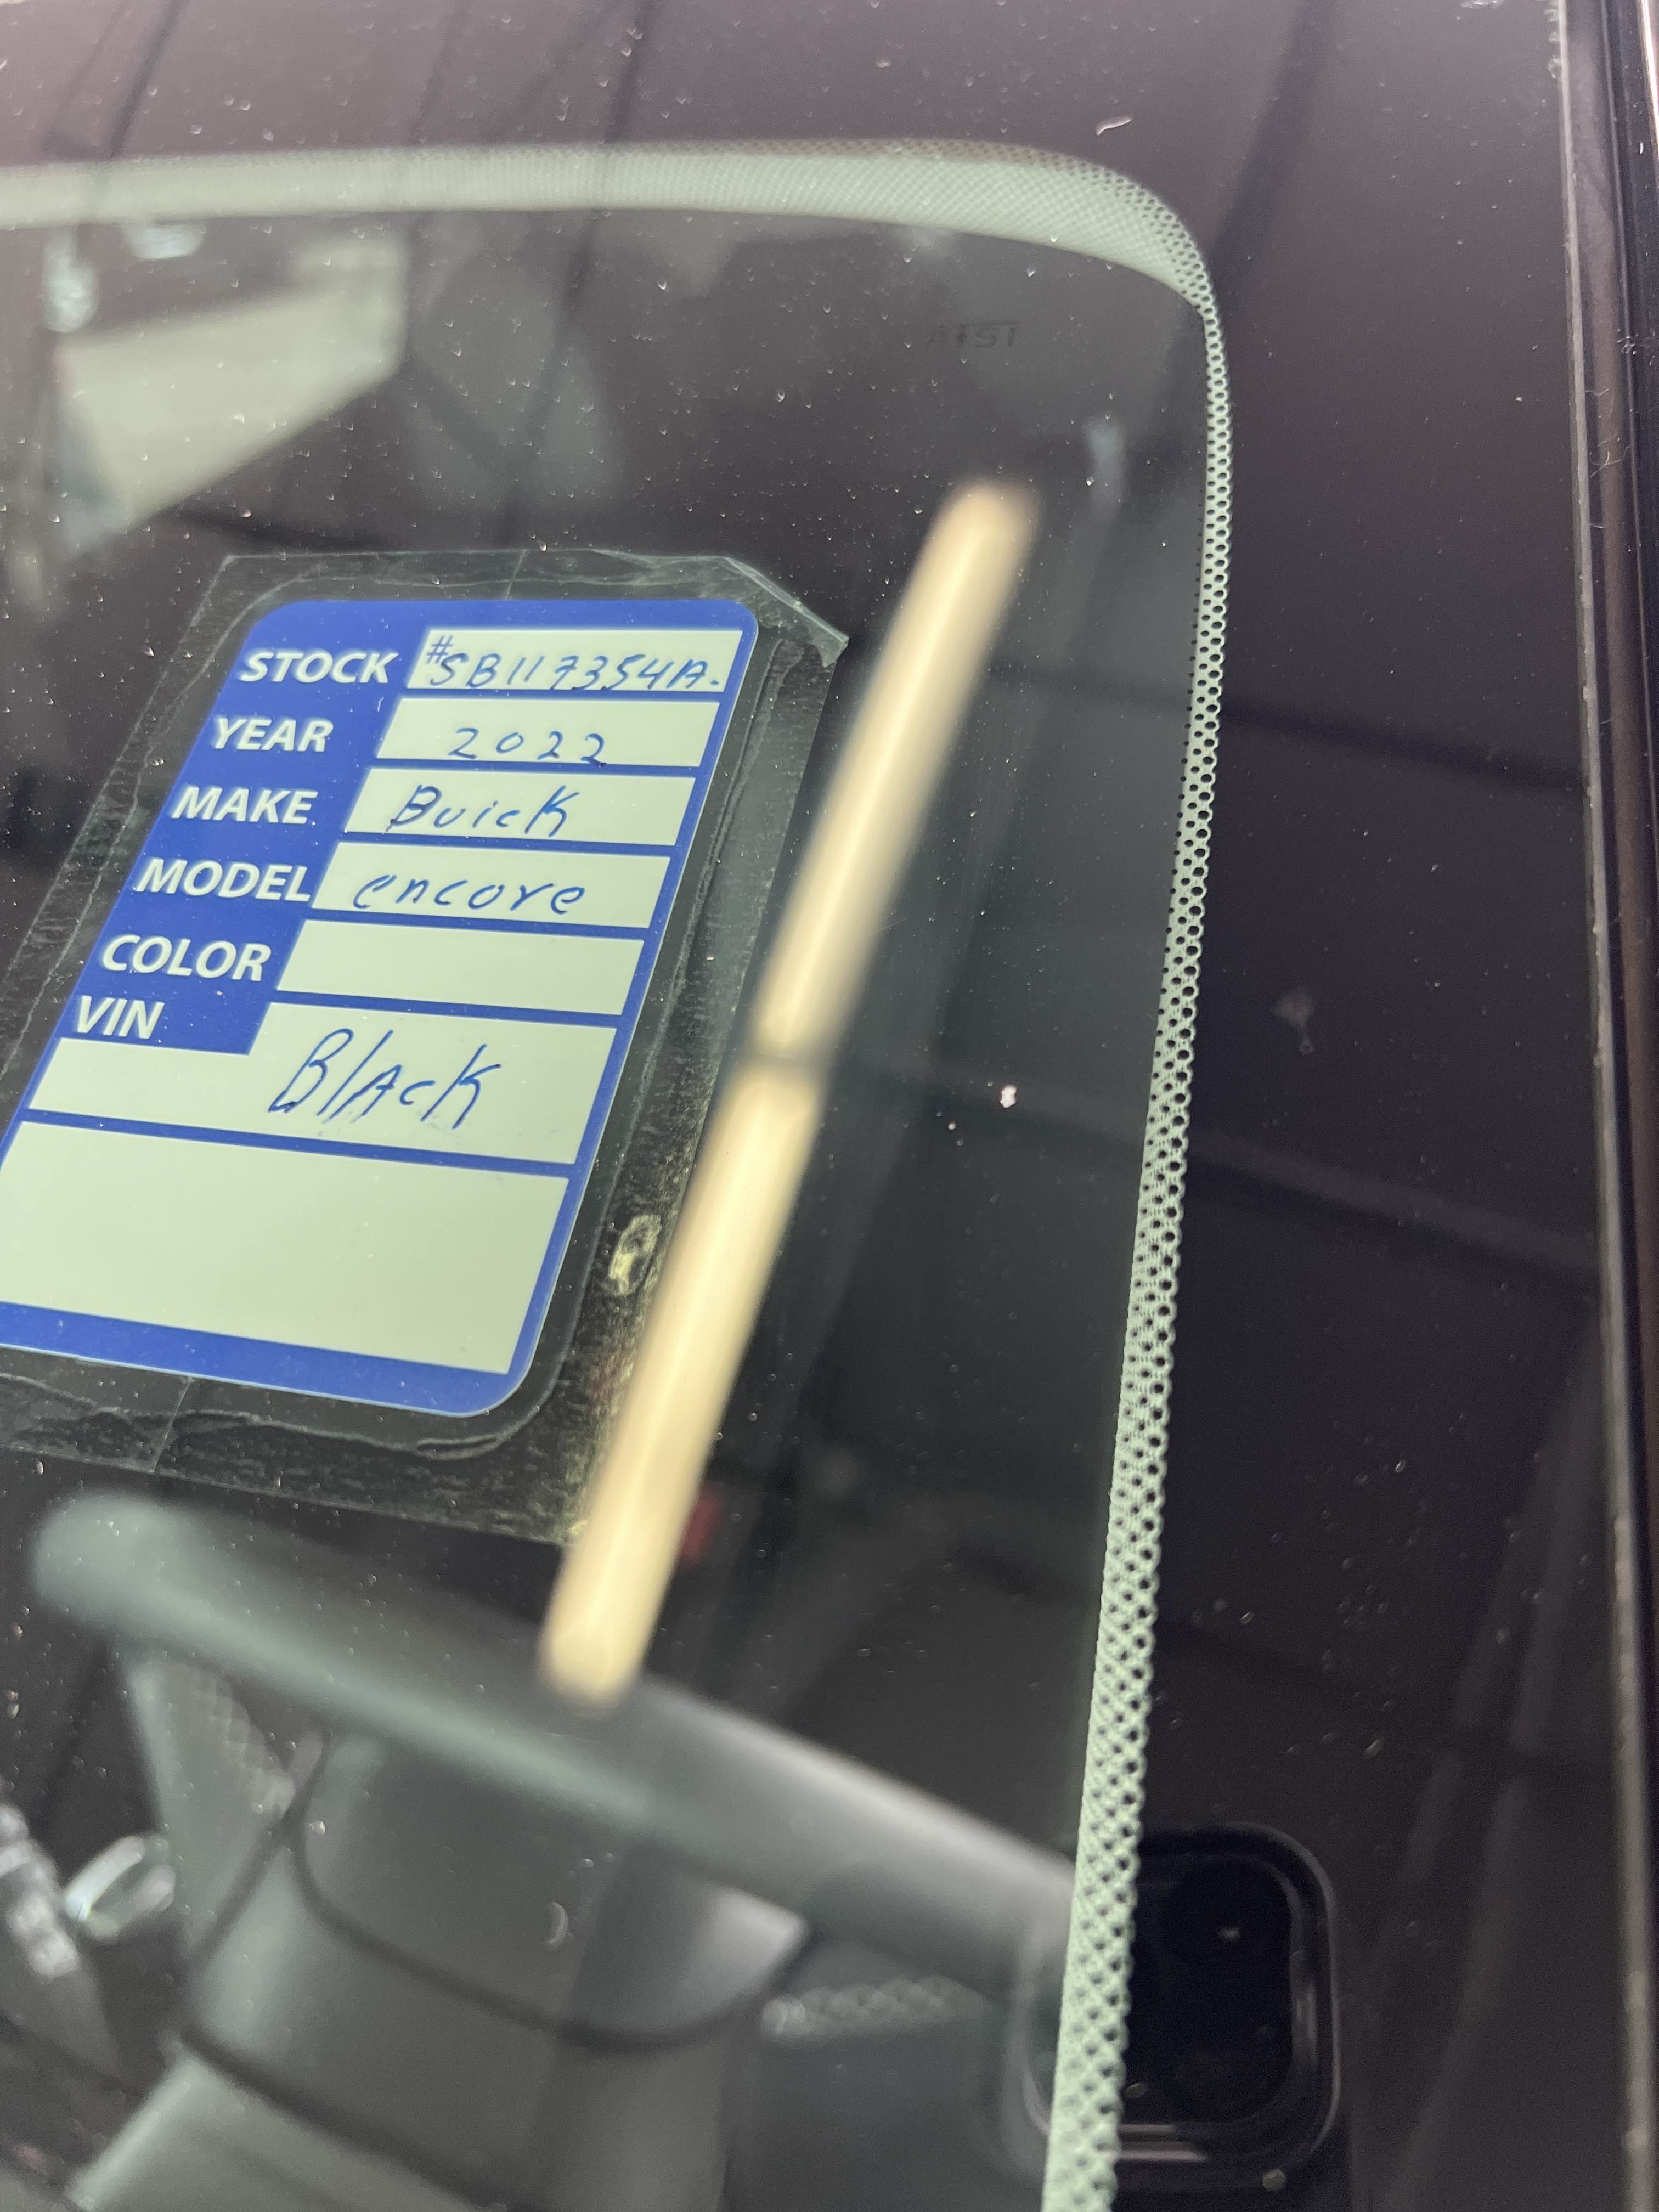 STOCK #SB117354A.
YEAR 2022
MAKE Buick
MODEL encore
COLOR
VIN
BlAcK